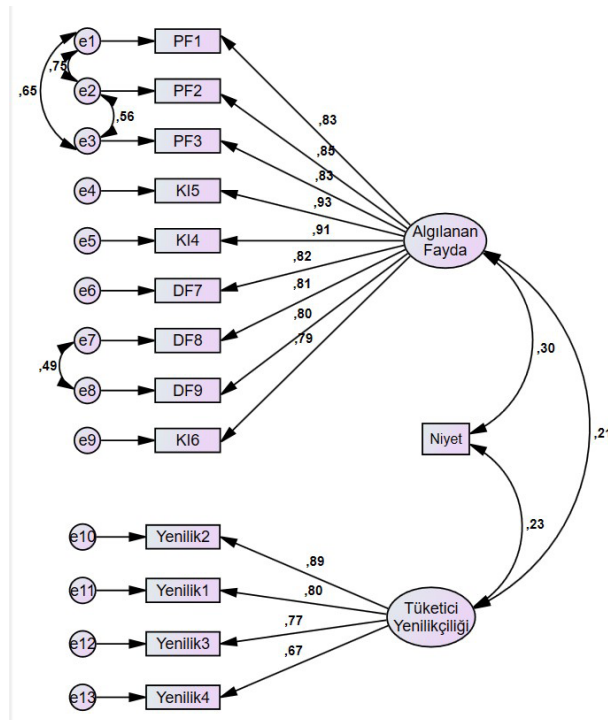 e1
PF1
,75
,65
e2
PF2
,56
e3
PF3
e4
KI5
e5
KI4
e6
DF7
e7
DF8
,49
e8
DF9
e9
KI6
,83
,85
,83
,93
,91
,82
,81
,80
,79
Algılanan
Fayda
,30
,21
Niyet
,23
e10
Yenilik2
e11
Yenilik1
e12
Yenilik3
e13
Yenilik4
,89
,80
,77
,67
Tüketici
Yenilikçiliği